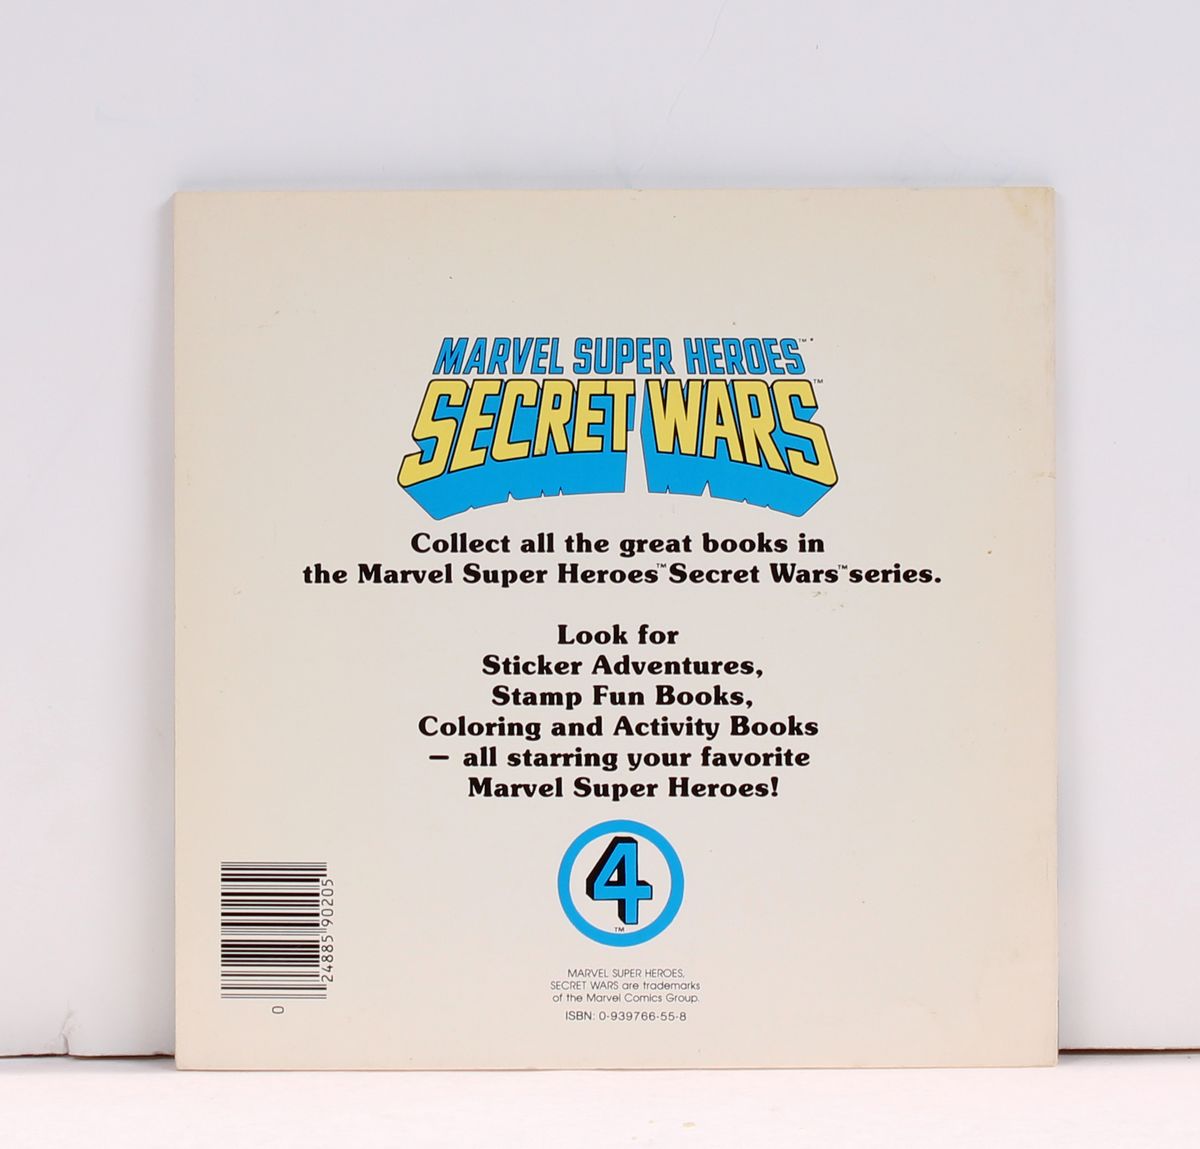 MARVEL SUPER HEROES™
SECRET WARS™
Collect all the great books in
the Marvel Super Heroes™ Secret Wars™ series.
Look for
Sticker Adventures,
Stamp Fun Books,
Coloring and Activity Books
— all starring your favorite
Marvel Super Heroes!
4
TM
MARVEL SUPER HEROES,
SECRET WARS are trademarks
of the Marvel Comics Group.
ISBN: 0-939766-55-8
0 24885 90205